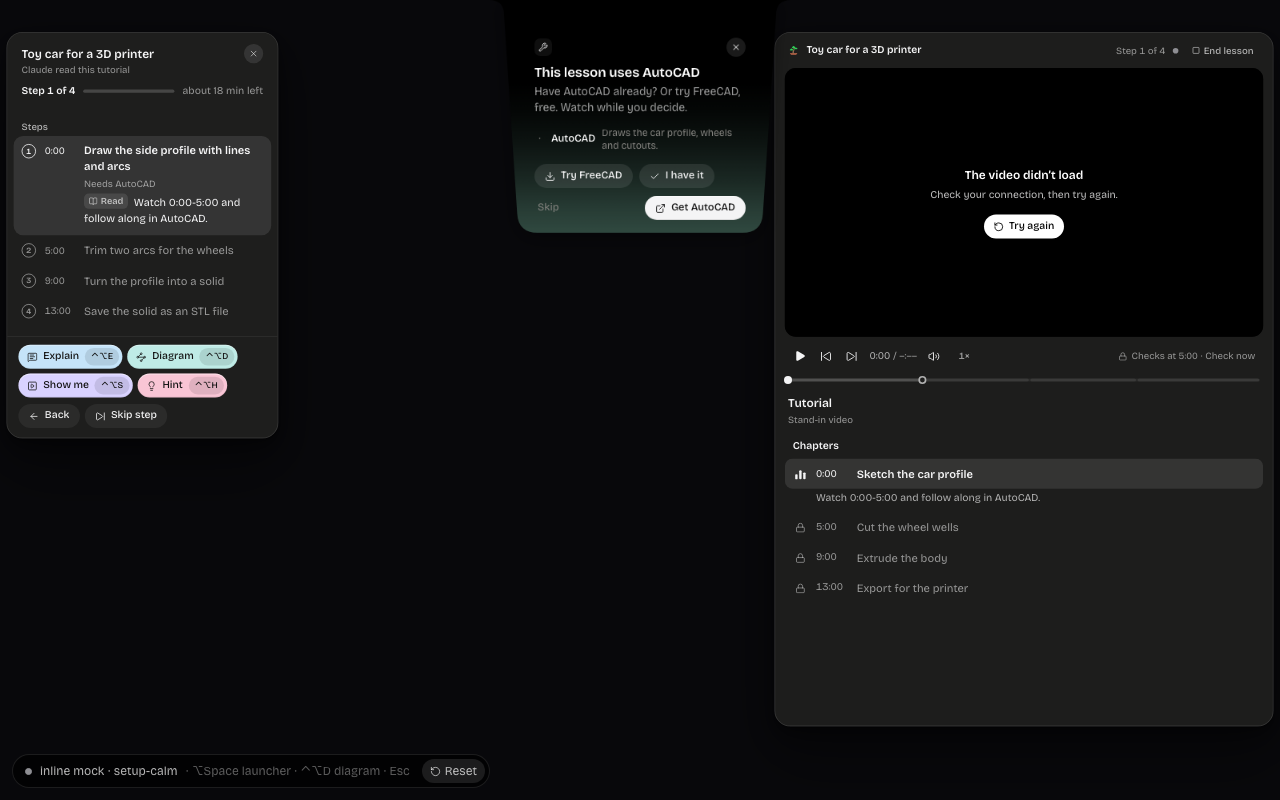 Toy car for a 3D printer
Claude read this tutorial
Step 1 of 4
about 18 min left
Steps
1 0:00 Draw the side profile with lines
and arcs
Needs AutoCAD
Read Watch 0:00-5:00 and
follow along in AutoCAD.
2 5:00 Trim two arcs for the wheels
3 9:00 Turn the profile into a solid
4 13:00 Save the solid as an STL file
Explain ^⌥E Diagram ^⌥D
Show me ^⌥S Hint ^⌥H
Back Skip step
This lesson uses AutoCAD
Have AutoCAD already? Or try FreeCAD,
free. Watch while you decide.
· AutoCAD Draws the car profile, wheels
and cutouts.
Try FreeCAD I have it
Skip Get AutoCAD
Toy car for a 3D printer Step 1 of 4 End lesson
The video didn't load
Check your connection, then try again.
Try again
0:00 / –:–– 1× Checks at 5:00 · Check now
Tutorial
Stand-in video
Chapters
0:00 Sketch the car profile
Watch 0:00-5:00 and follow along in AutoCAD.
5:00 Cut the wheel wells
9:00 Extrude the body
13:00 Export for the printer
inline mock · setup-calm · ⌥Space launcher · ^⌥D diagram · Esc Reset